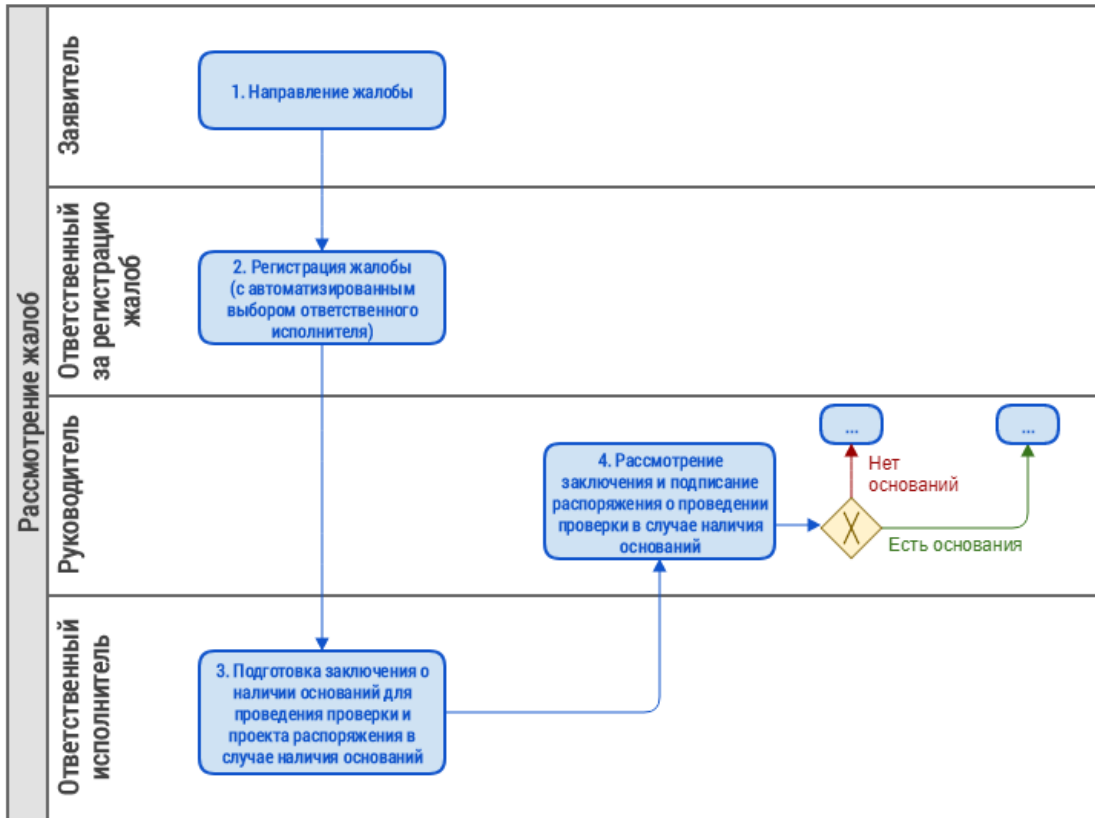 Рассмотрение жалоб
Заявитель
1. Направление жалобы
Ответственный
за регистрацию
жалоб
2. Регистрация жалобы
(с автоматизированным
выбором ответственного
исполнителя)
Руководитель
4. Рассмотрение
заключения и подписание
распоряжения о проведении
проверки в случае наличия
оснований
...
...
Нет
оснований
X
Есть основания
Ответственный
исполнитель
3. Подготовка заключения о
наличии оснований для
проведения проверки и
проекта распоряжения в
случае наличия оснований